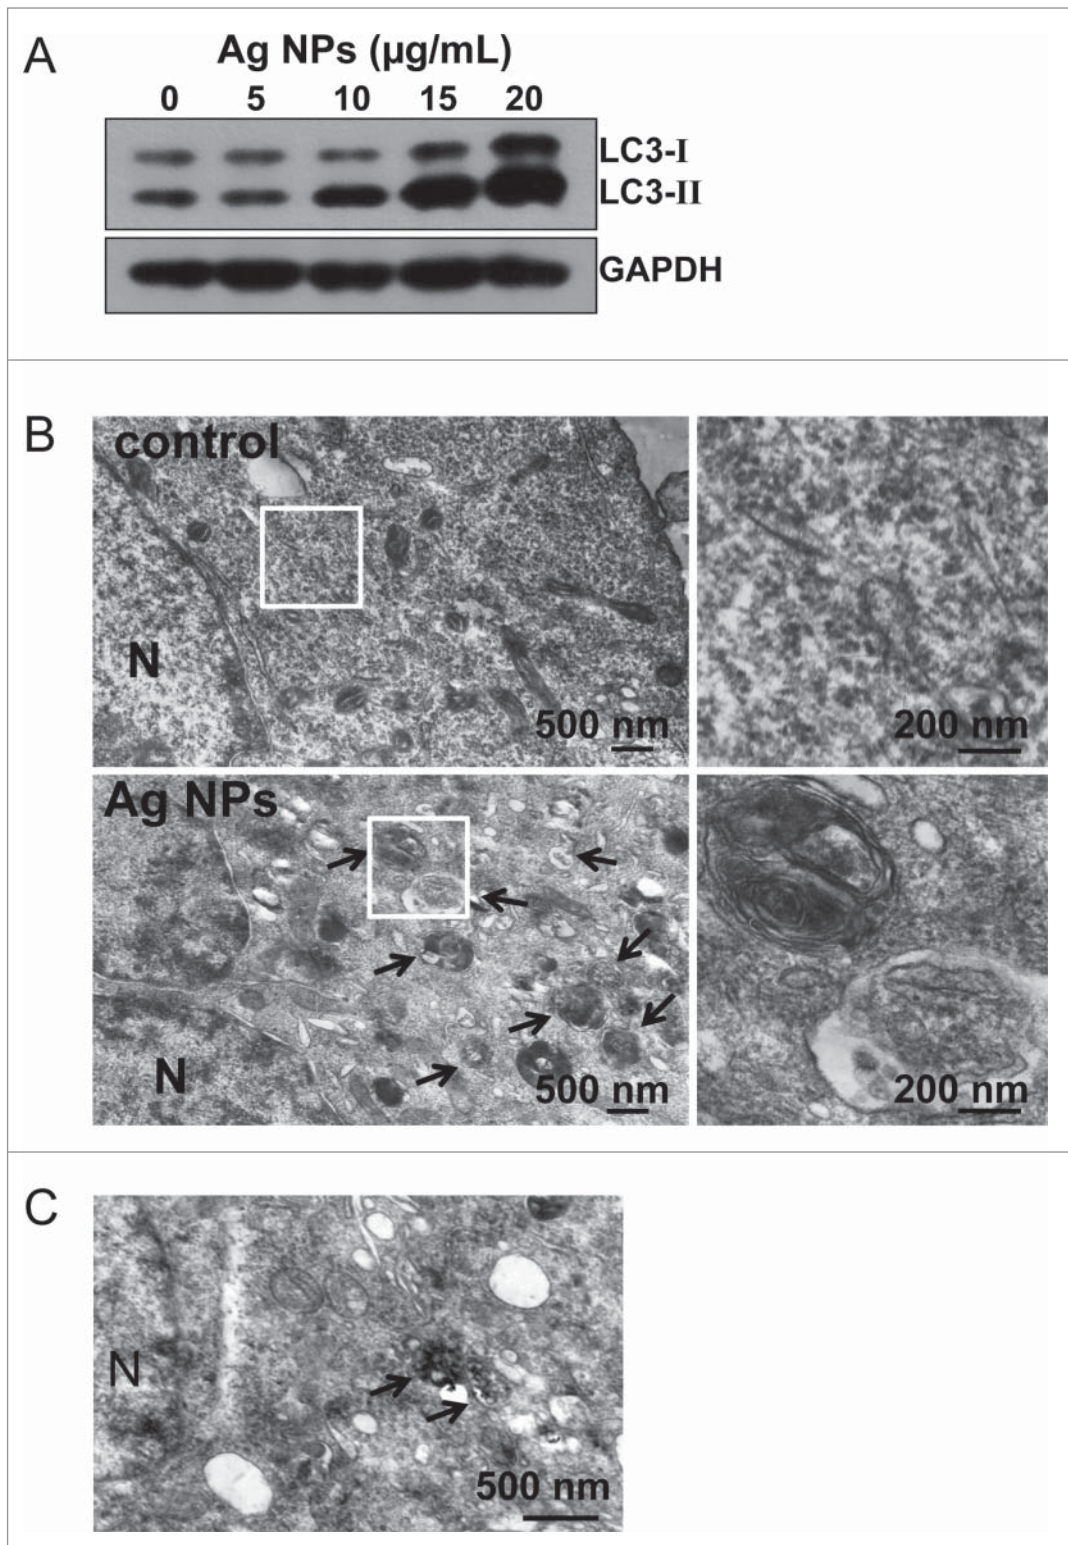 A
Ag NPs (µg/mL)
0 5 10 15 20
LC3-I
LC3-II
GAPDH
B
control
N
500 nm
200 nm
Ag NPs
N
500 nm
200 nm
C
N
500 nm